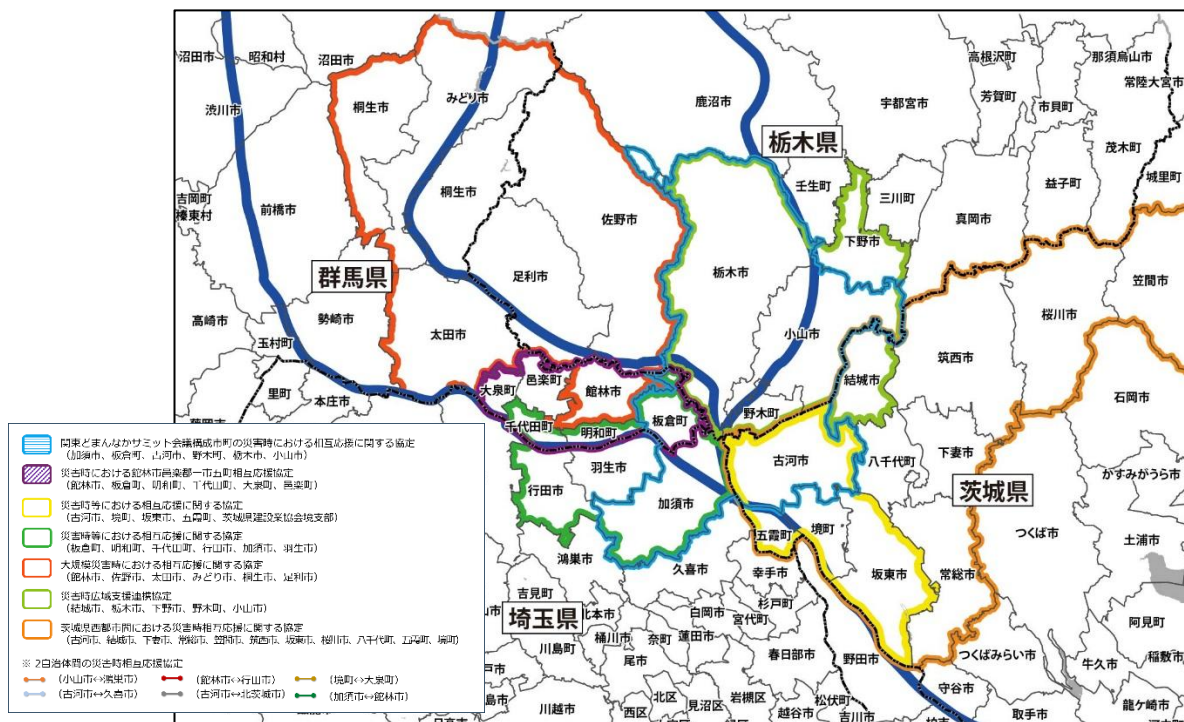 沼田市
昭和村
沼田市
高根沢町
那須烏山市
常陸大宮市
渋川市
桐生市
みどり市
鹿沼市
宇都宮市
芳賀町
市貝町
栃木県
茂木町
吉岡町
榛東村
前橋市
桐生市
佐野市
壬生町
三川町
益子町
城里町
真岡市
下野市
群馬県
足利市
栃木市
笠間市
高崎市
勢崎市
太田市
小山市
桜川市
玉村町
筑西市
里町
本庄市
大泉町
邑楽町
館林市
結城市
石岡市
千代田町
明和町
板倉町
野木町
羽生市
古河市
八千代町
下妻市
かすみがうら市
行田市
加須市
茨城県
五霞町
境町
つくば市
土浦市
鴻巣市
久喜市
幸手市
坂東市
常総市
吉見町
埼玉県
北本市
白岡市
杉戸町
宮代町
阿見町
川島町
桶川市
奈町
蓮田市
春日部市
野田市
つくばみらい市
牛久市
稲敷市
戸市
尾市
守谷市
川越市
西区
北区
見沼区
岩槻区
越谷市
松伏町
吉川市
取手市
龍ケ崎市
関東どまんなかサミット会議構成市町の災害時における相互応援に関する協定
（加須市、板倉町、古河市、野木町、栃木市、小山市）
災害時における館林市邑楽郡一市五町相互応援協定
（館林市、板倉町、明和町、千代田町、大泉町、邑楽町）
災害時等における相互応援に関する協定
（古河市、境町、坂東市、五霞町、茨城県建設業協会境支部）
災害時等における相互応援に関する協定
（板倉町、明和町、千代田町、行田市、加須市、羽生市）
大規模災害時における相互応援に関する協定
（館林市、佐野市、太田市、みどり市、桐生市、足利市）
災害時広域支援連携協定
（結城市、栃木市、下野市、野木町、小山市）
茨城県西都市間における災害時相互応援に関する協定
（古河市、結城市、下妻市、常総市、笠間市、筑西市、坂東市、桜川市、八千代町、五霞町、境町）
※ 2自治体間の災害時相互応援協定
（小山市⇔鴻巣市）
（館林市⇔行田市）
（境町⇔大泉町）
（古河市⇔久喜市）
（古河市⇔北茨城市）
（加須市⇔館林市）